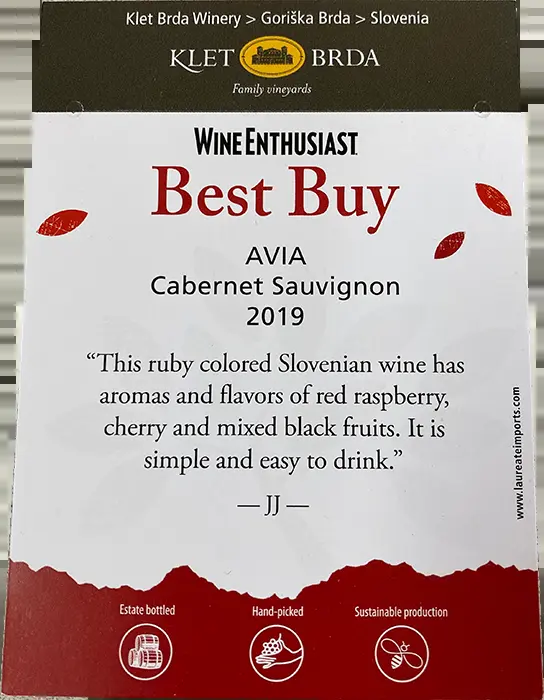 Klet Brda Winery > Goriška Brda > Slovenia
KLET BRDA
Family vineyards
WINE ENTHUSIAST
Best Buy
AVIA
Cabernet Sauvignon
2019
“This ruby colored Slovenian wine has
aromas and flavors of red raspberry,
cherry and mixed black fruits. It is
simple and easy to drink.”
— JJ —
www.laureateimports.com
Estate bottled
Hand-picked
Sustainable production